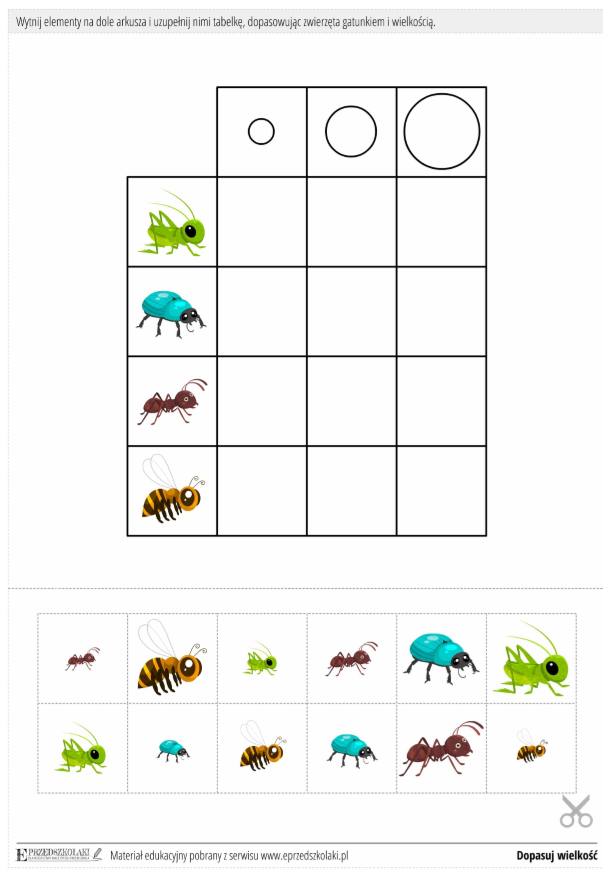 Wytnij elementy na dole arkusza i uzupełnij nimi tabelkę, dopasowując zwierzęta gatunkiem i wielkością.
EPRZEDSZKOLAKI
Materiał edukacyjny pobrany z serwisu www.eprzedszkolaki.pl
Dopasuj wielkość